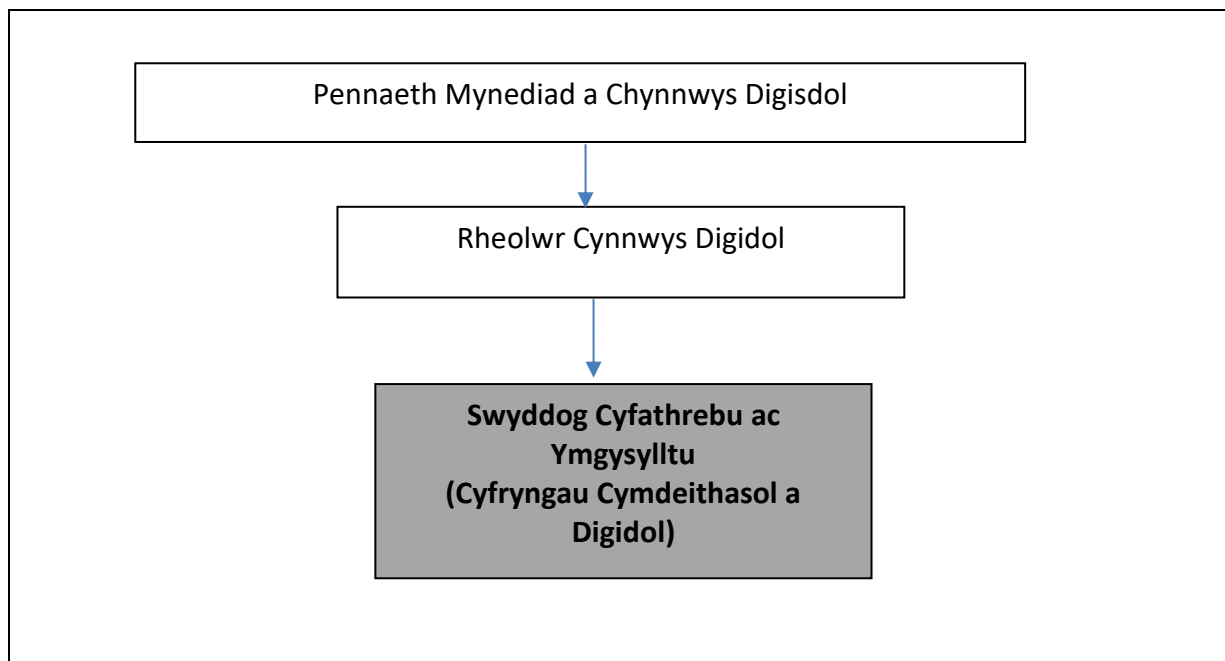 Pennaeth Mynediad a Chynnwys Digisdol
Rheolwr Cynnwys Digidol
Swyddog Cyfathrebu ac
Ymgysylltu
(Cyfryngau Cymdeithasol a
Digidol)